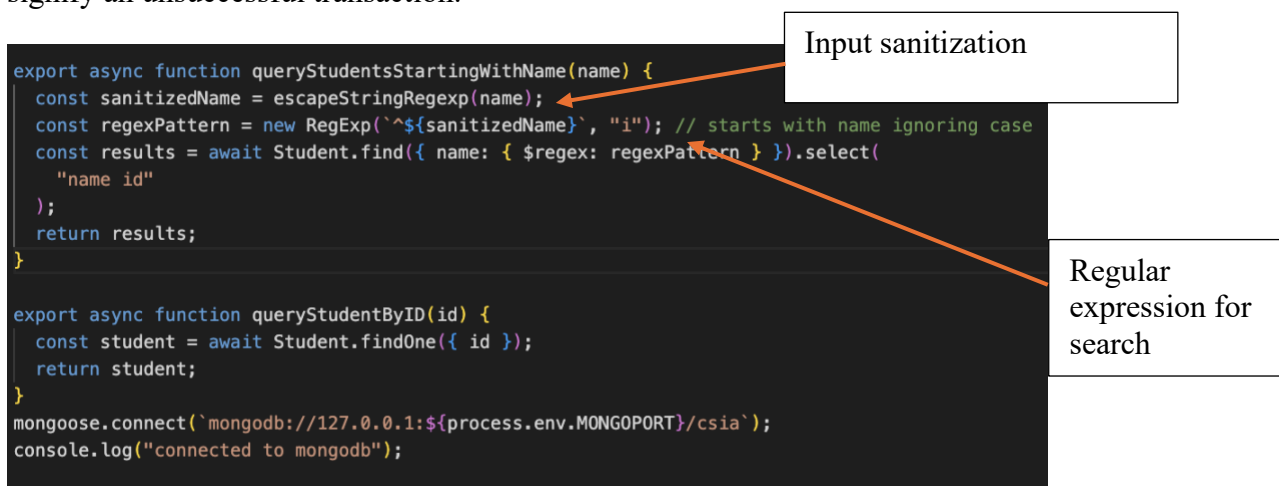 signify an unsuccessful transaction.
Input sanitization
export async function queryStudentsStartingWithName(name) {
const sanitizedName = escapeStringRegexp(name);
const regexPattern = new RegExp(`^${sanitizedName}`, "i"); // starts with name ignoring case
const results = await Student.find({ name: { $regex: regexPattern } }).select(
"name id"
);
return results;
}
Regular
expression for
search
export async function queryStudentByID(id) {
const student = await Student.findOne({ id });
return student;
}
mongoose.connect(`mongodb://127.0.0.1:${process.env.MONGOPORT}/csia`);
console.log("connected to mongodb");